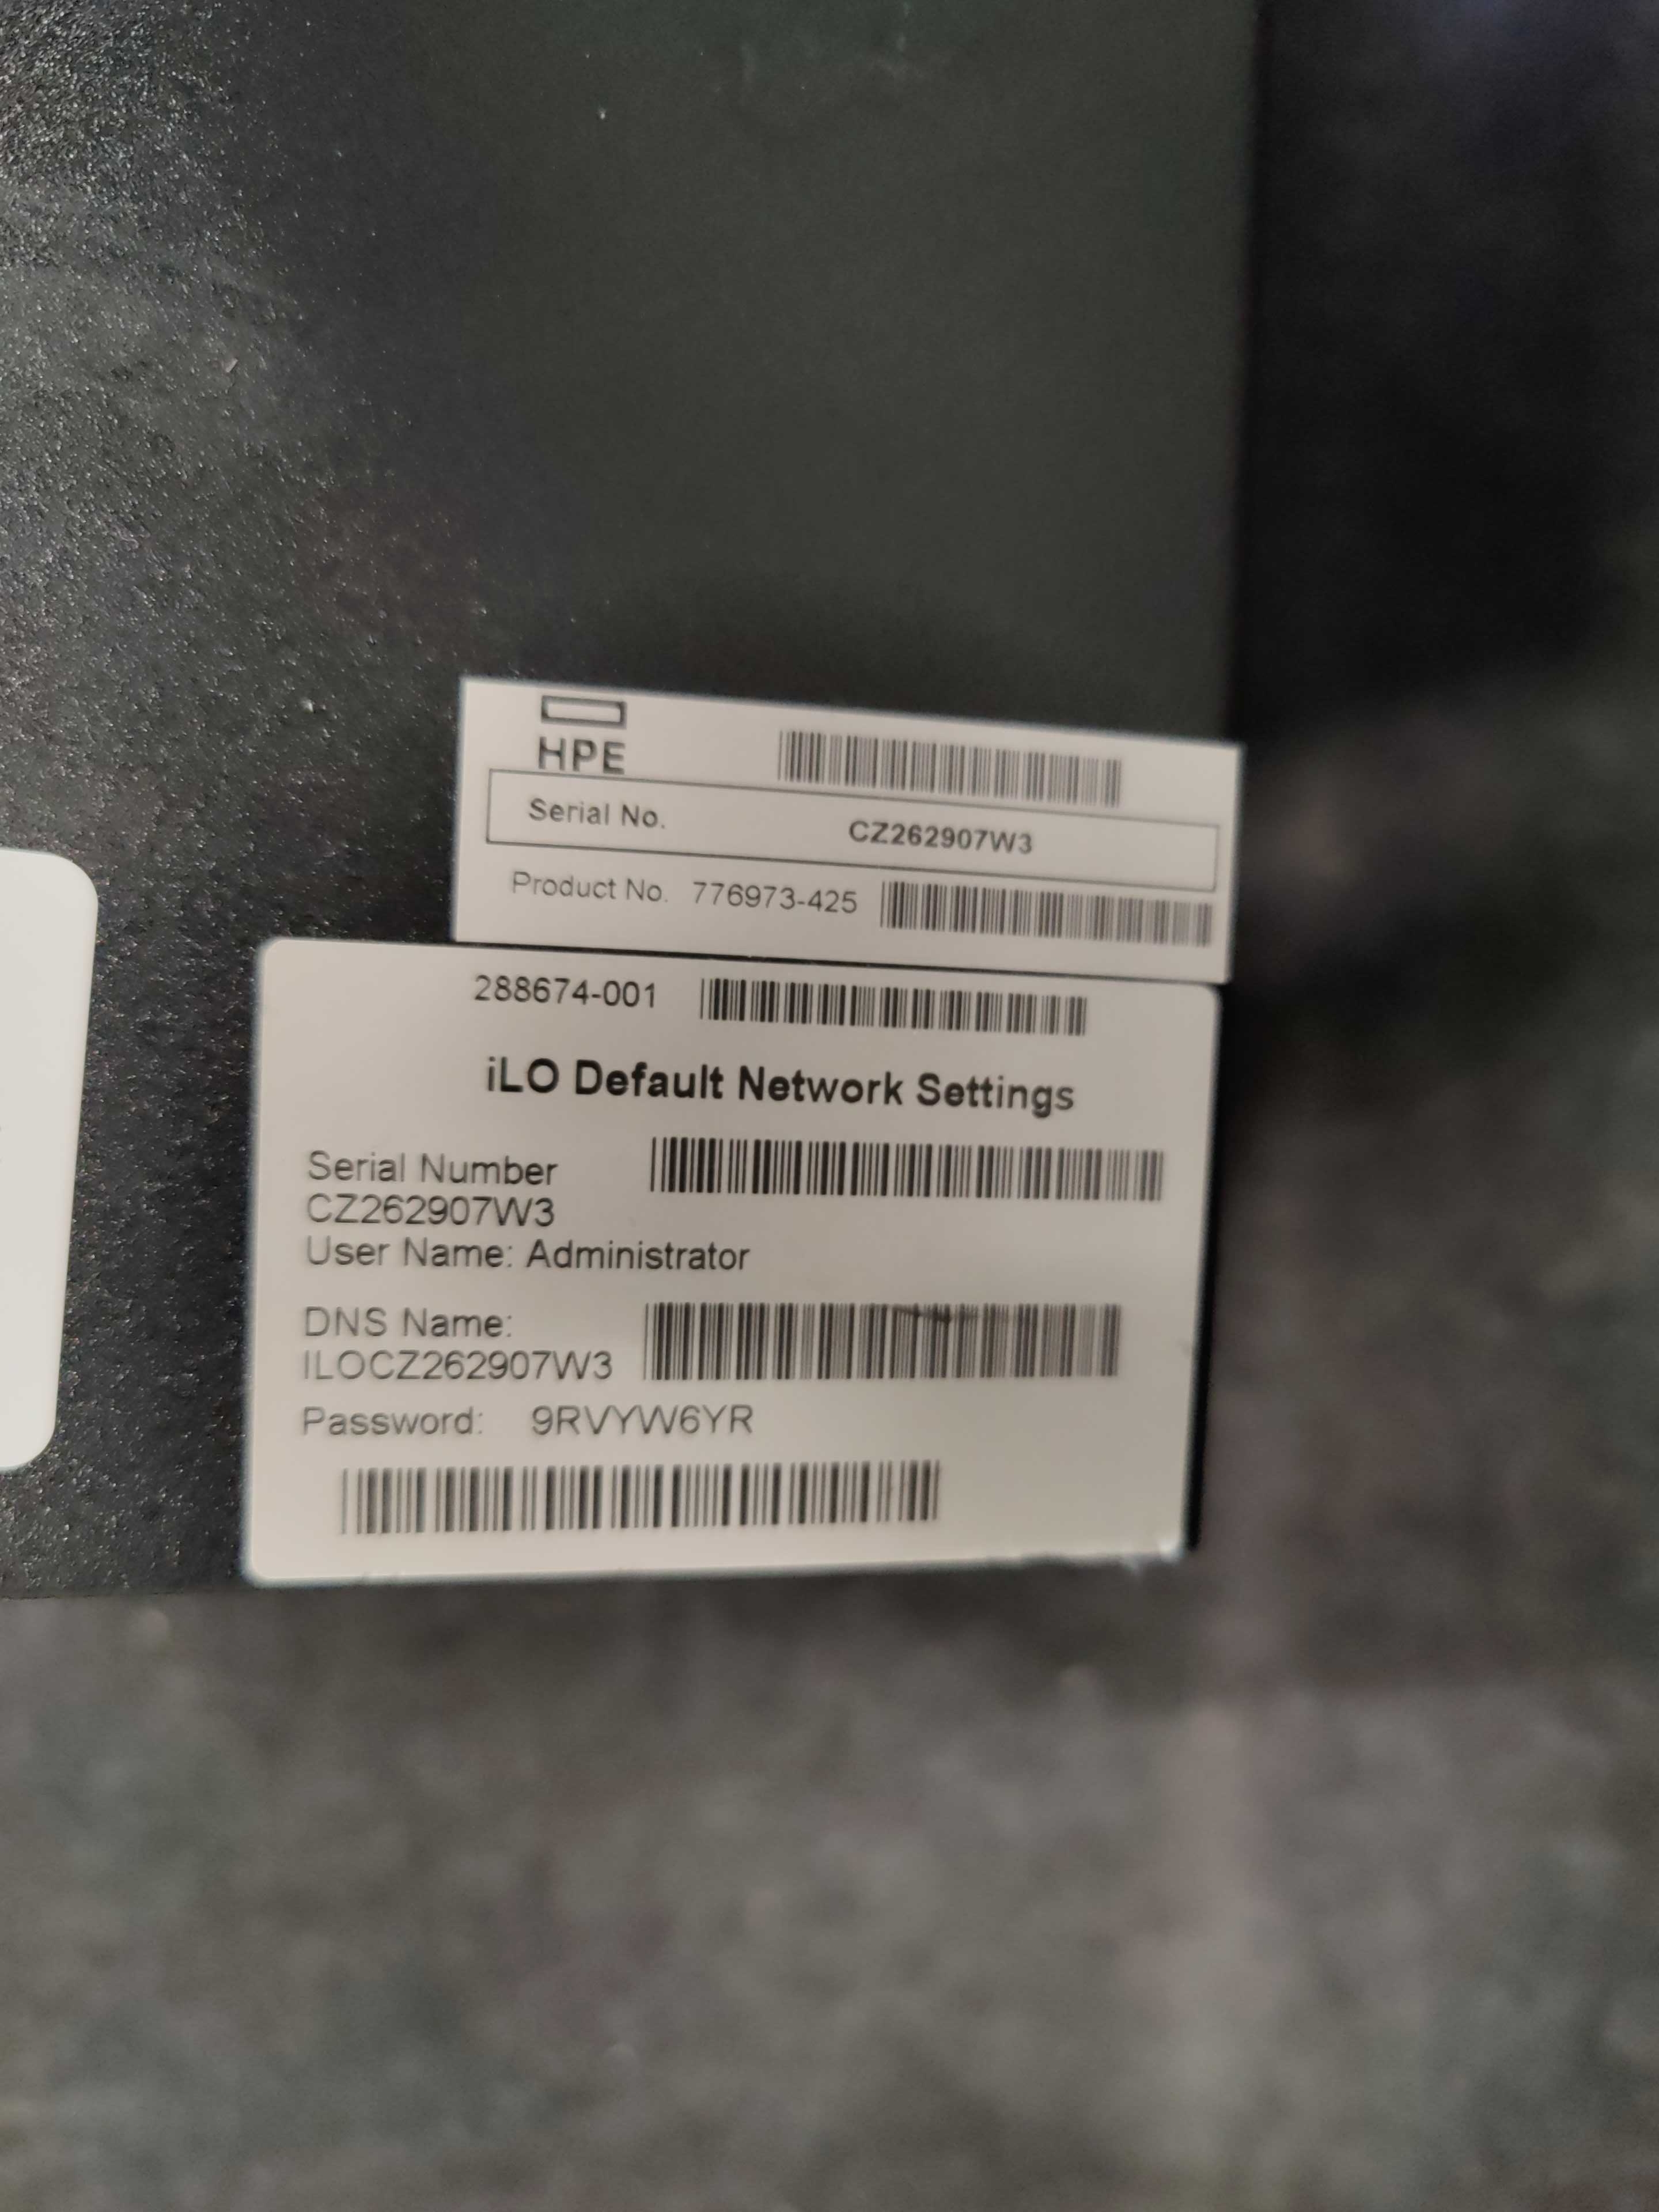 HPE
Serial No. CZ262907W3
Product No. 776973-425
288674-001
iLO Default Network Settings
Serial Number
CZ262907W3
User Name: Administrator
DNS Name:
ILOCZ262907W3
Password: 9RVYW6YR